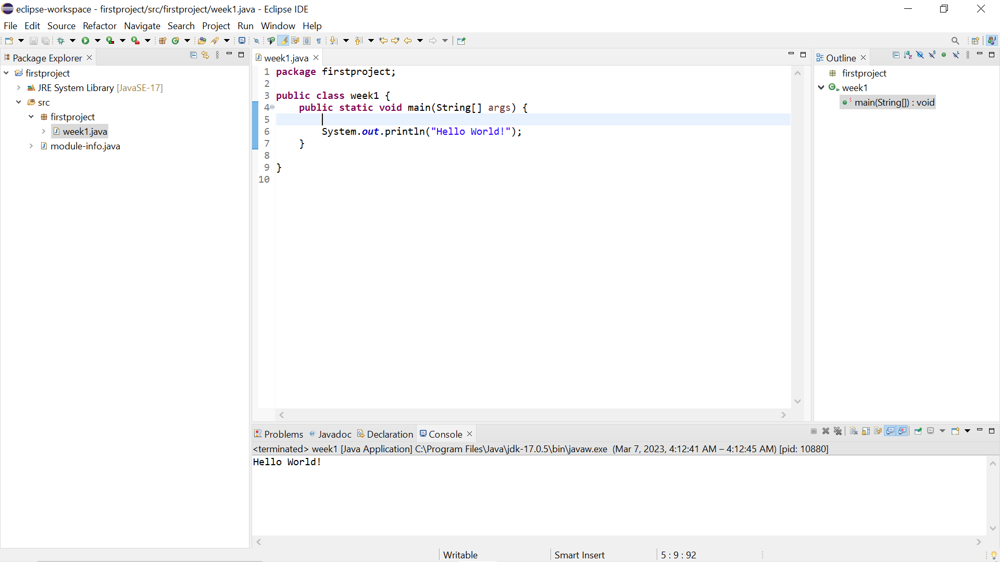 eclipse-workspace - firstproject/src/firstproject/week1.java - Eclipse IDE
File Edit Source Refactor Navigate Search Project Run Window Help
Package Explorer
firstproject
JRE System Library [JavaSE-17]
src
firstproject
week1.java
module-info.java
week1.java
1 package firstproject;
2
3 public class week1 {
4 public static void main(String[] args) {
5
6 System.out.println("Hello World!");
7 }
8
9 }
10
Outline
firstproject
week1
main(String[]) : void
Problems @ Javadoc Declaration Console
<terminated> week1 [Java Application] C:\Program Files\Java\jdk-17.0.5\bin\javaw.exe (Mar 7, 2023, 4:12:41 AM – 4:12:45 AM) [pid: 10880]
Hello World!
Writable Smart Insert 5 : 9 : 92